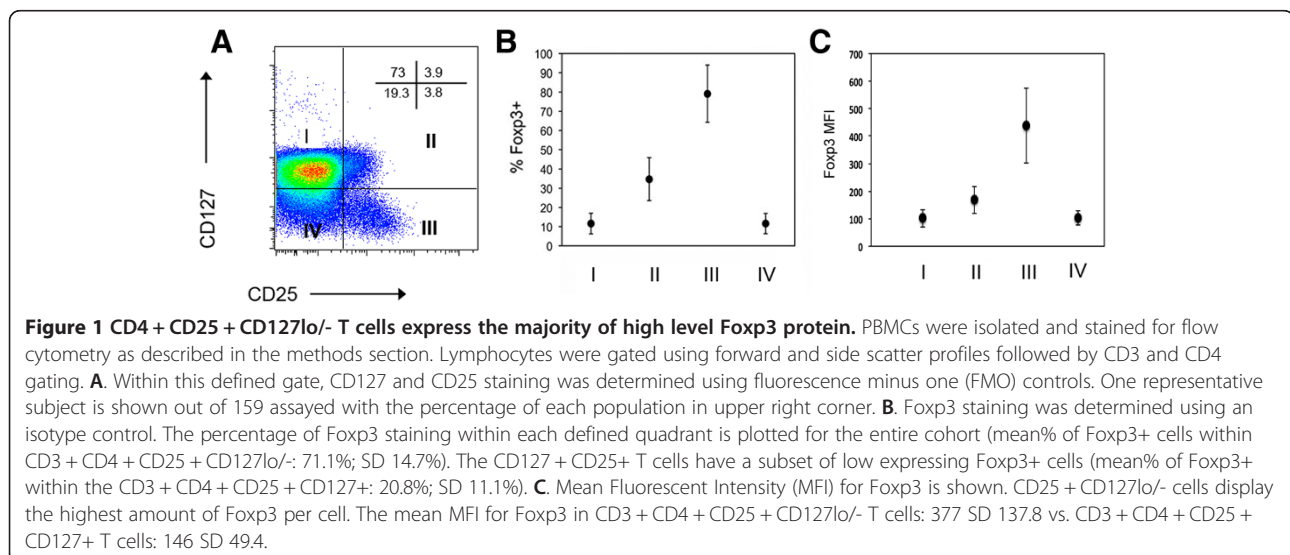 A
B
C
CD127
73 3.9
19.3 3.8
I
II
IV
III
CD25
% Foxp3+
100
90
80
70
60
50
40
30
20
10
0
I II III IV
Foxp3 MFI
700
600
500
400
300
200
100
0
I II III IV
Figure 1 CD4 + CD25 + CD127lo/- T cells express the majority of high level Foxp3 protein. PBMCs were isolated and stained for flow
cytometry as described in the methods section. Lymphocytes were gated using forward and side scatter profiles followed by CD3 and CD4
gating. A. Within this defined gate, CD127 and CD25 staining was determined using fluorescence minus one (FMO) controls. One representative
subject is shown out of 159 assayed with the percentage of each population in upper right corner. B. Foxp3 staining was determined using an
isotype control. The percentage of Foxp3 staining within each defined quadrant is plotted for the entire cohort (mean% of Foxp3+ cells within
CD3 + CD4 + CD25 + CD127lo/-: 71.1%; SD 14.7%). The CD127 + CD25+ T cells have a subset of low expressing Foxp3+ cells (mean% of Foxp3+
within the CD3 + CD4 + CD25 + CD127+: 20.8%; SD 11.1%). C. Mean Fluorescent Intensity (MFI) for Foxp3 is shown. CD25 + CD127lo/- cells display
the highest amount of Foxp3 per cell. The mean MFI for Foxp3 in CD3 + CD4 + CD25 + CD127lo/- T cells: 377 SD 137.8 vs. CD3 + CD4 + CD25 +
CD127+ T cells: 146 SD 49.4.